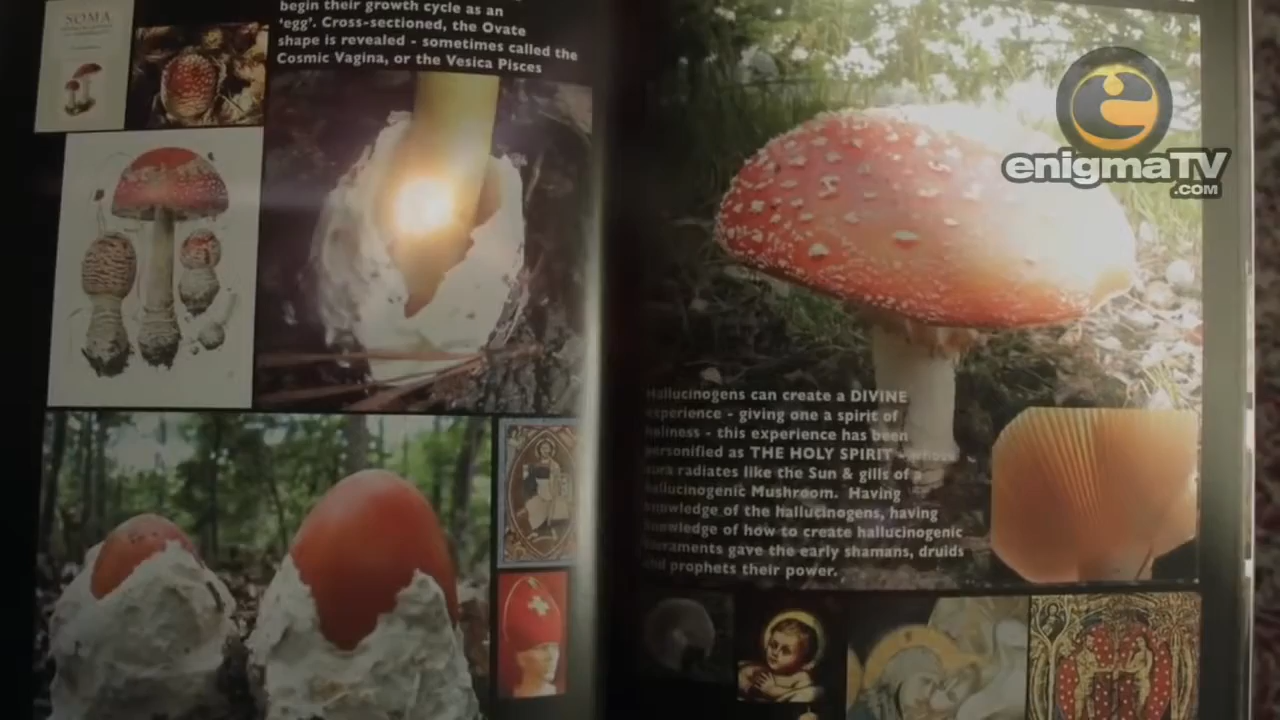 SOMA
begin their growth cycle as an
'egg'. Cross-sectioned, the Ovate
shape is revealed - sometimes called the
Cosmic Vagina, or the Vesica Pisces
enigmaTV
.com
Hallucinogens can create a DIVINE
experience - giving one a spirit of
holiness - this experience has been
personified as THE HOLY SPIRIT - whose
aura radiates like the Sun & gills of a
hallucinogenic Mushroom. Having
knowledge of the hallucinogens, having
knowledge of how to create hallucinogenic
sacraments gave the early shamans, druids
and prophets their power.